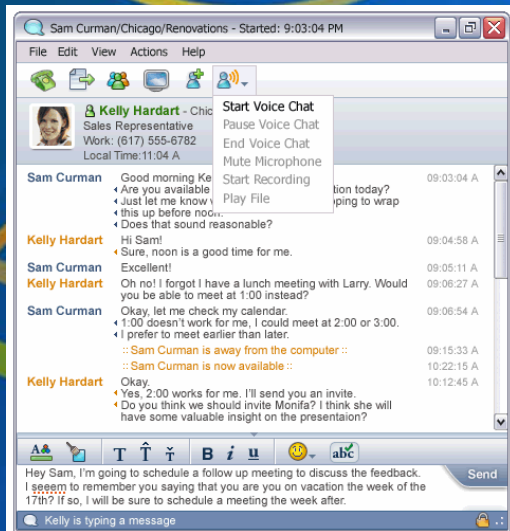 Sam Curman/Chicago/Renovations - Started: 9:03:04 PM
File Edit View Actions Help
Kelly Hardart - Chic
Sales Representative
Work: (617) 555-6782
Local Time:11:04 A
Start Voice Chat
Pause Voice Chat
End Voice Chat
Mute Microphone
Start Recording
Play File
Sam Curman Good morning Ke 09:03:04 A
Are you available tion today?
Just let me know oping to wrap
this up before noon.
Does that sound reasonable?
Kelly Hardart Hi Sam! 09:04:58 A
Sure, noon is a good time for me.
Sam Curman Excellent! 09:05:11 A
Kelly Hardart Oh no! I forgot I have a lunch meeting with Larry. Would 09:06:27 A
you be able to meet at 1:00 instead?
Sam Curman Okay, let me check my calendar. 09:06:54 A
1:00 doesn't work for me, I could meet at 2:00 or 3:00.
I prefer to meet earlier than later.
:: Sam Curman is away from the computer :: 09:15:33 A
:: Sam Curman is now available :: 10:22:15 A
Kelly Hardart Okay. 10:12:45 A
Yes, 2:00 works for me. I'll send you an invite.
Do you think we should invite Monifa? I think she will
have some valuable insight on the presentaion?
A& T T T B i u abc
Hey Sam, I'm going to schedule a follow up meeting to discuss the feedback.
I seeem to remember you saying that you are you on vacation the week of the
17th? If so, I will be sure to schedule a meeting the week after.
Send
Kelly is typing a message